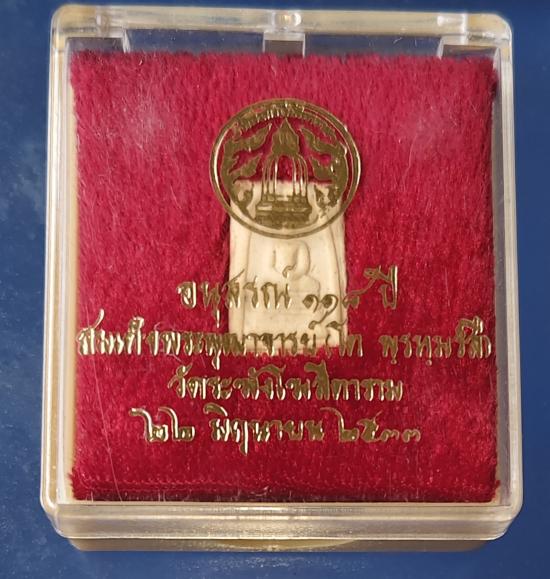 อนุสรณ์ ๑๑๘ ปี
สมเด็จพระพุฒาจารย์ โต พรหมรังสี
วัดระฆังโฆสิตาราม
๒๒ มิถุนายน ๒๕๓๓